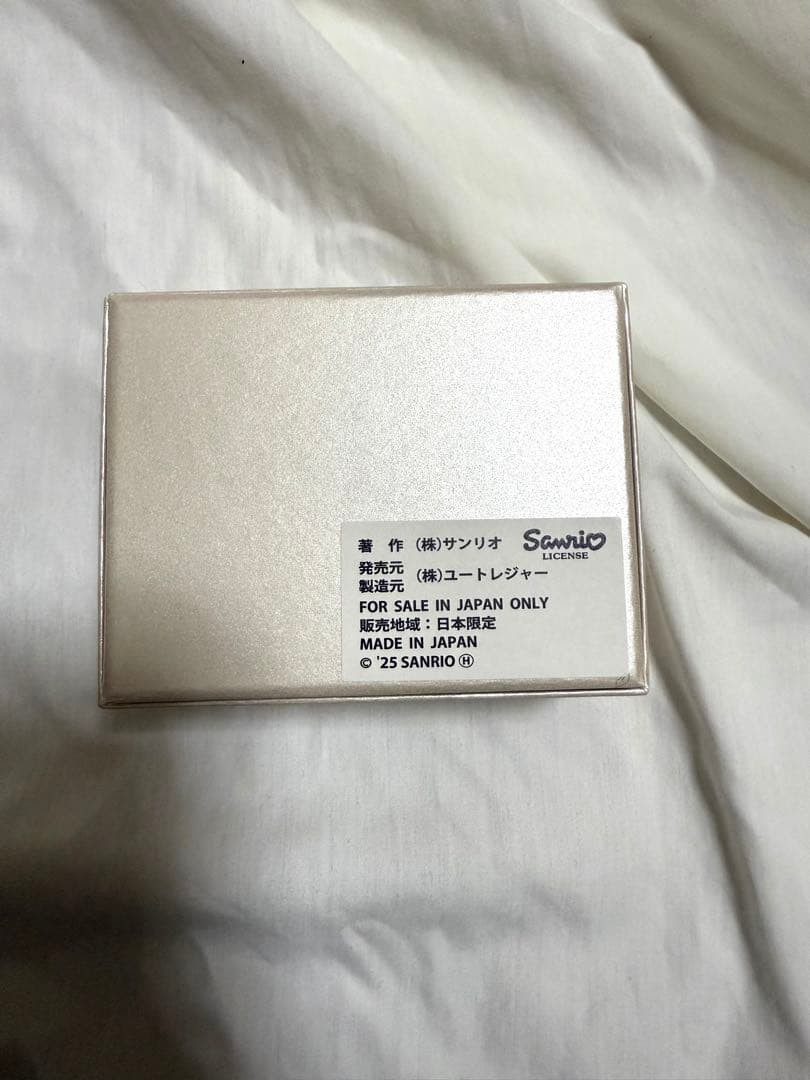 著 作 (株)サンリオ Sanrio LICENSE
発売元
製造元 (株)ユートレジャー
FOR SALE IN JAPAN ONLY
販売地域：日本限定
MADE IN JAPAN
© '25 SANRIO Ⓗ